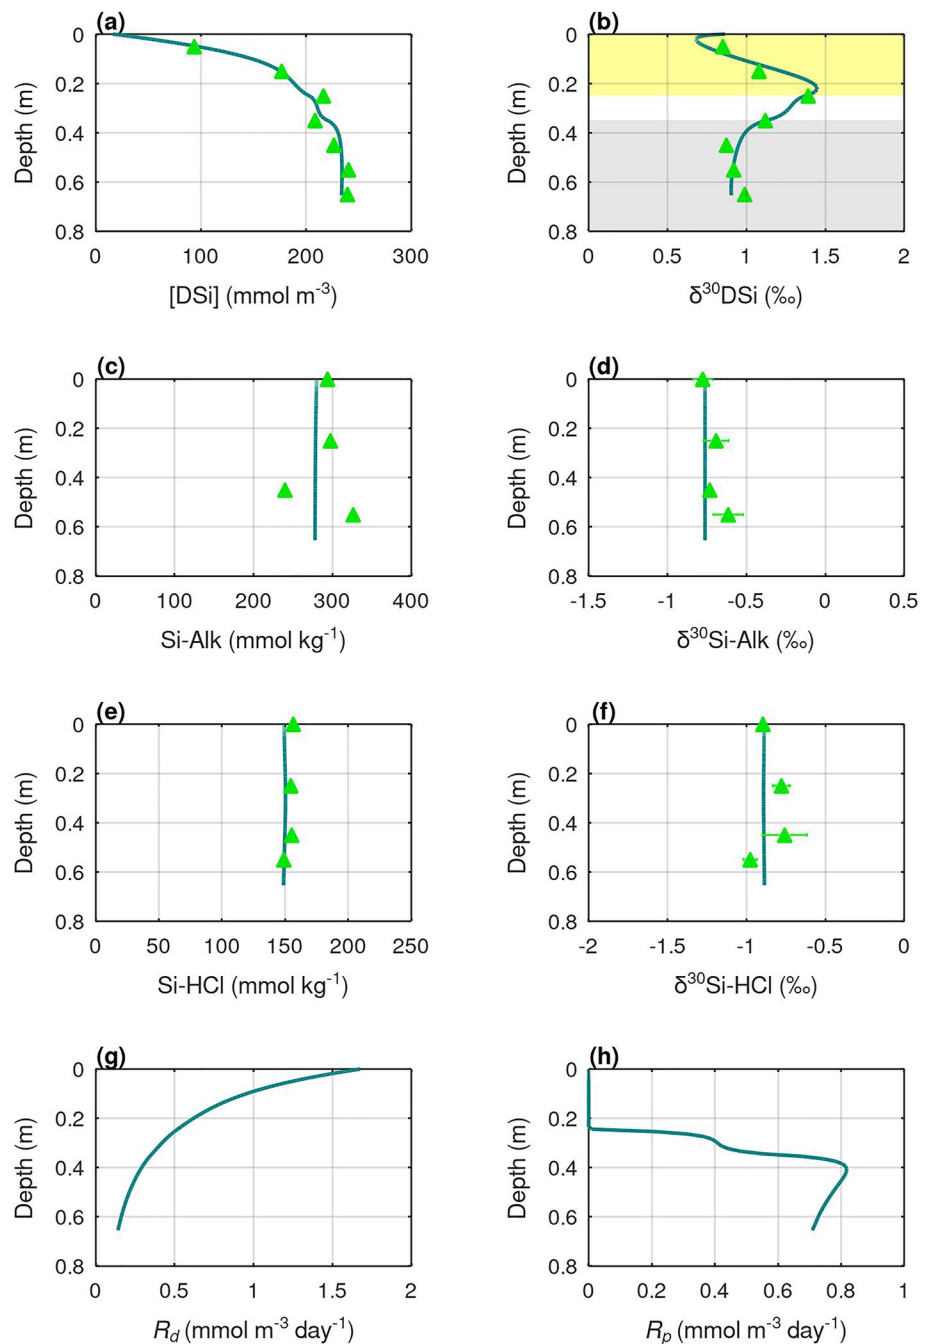 (a) (b)
0 0
0.2 0.2
0.4 0.4
0.6 0.6
0.8 0.8
Depth (m) Depth (m)
0 100 200 300 0 0.5 1 1.5 2
[DSi] (mmol m⁻³) δ³⁰DSi (‰)
(c) (d)
0 0
0.2 0.2
0.4 0.4
0.6 0.6
0.8 0.8
Depth (m) Depth (m)
0 100 200 300 400 -1.5 -1 -0.5 0 0.5
Si-Alk (mmol kg⁻¹) δ³⁰Si-Alk (‰)
(e) (f)
0 0
0.2 0.2
0.4 0.4
0.6 0.6
0.8 0.8
Depth (m) Depth (m)
0 50 100 150 200 250 -2 -1.5 -1 -0.5 0
Si-HCl (mmol kg⁻¹) δ³⁰Si-HCl (‰)
(g) (h)
0 0
0.2 0.2
0.4 0.4
0.6 0.6
0.8 0.8
Depth (m) Depth (m)
0 0.5 1 1.5 2 0 0.2 0.4 0.6 0.8 1
R_d (mmol m⁻³ day⁻¹) R_p (mmol m⁻³ day⁻¹)